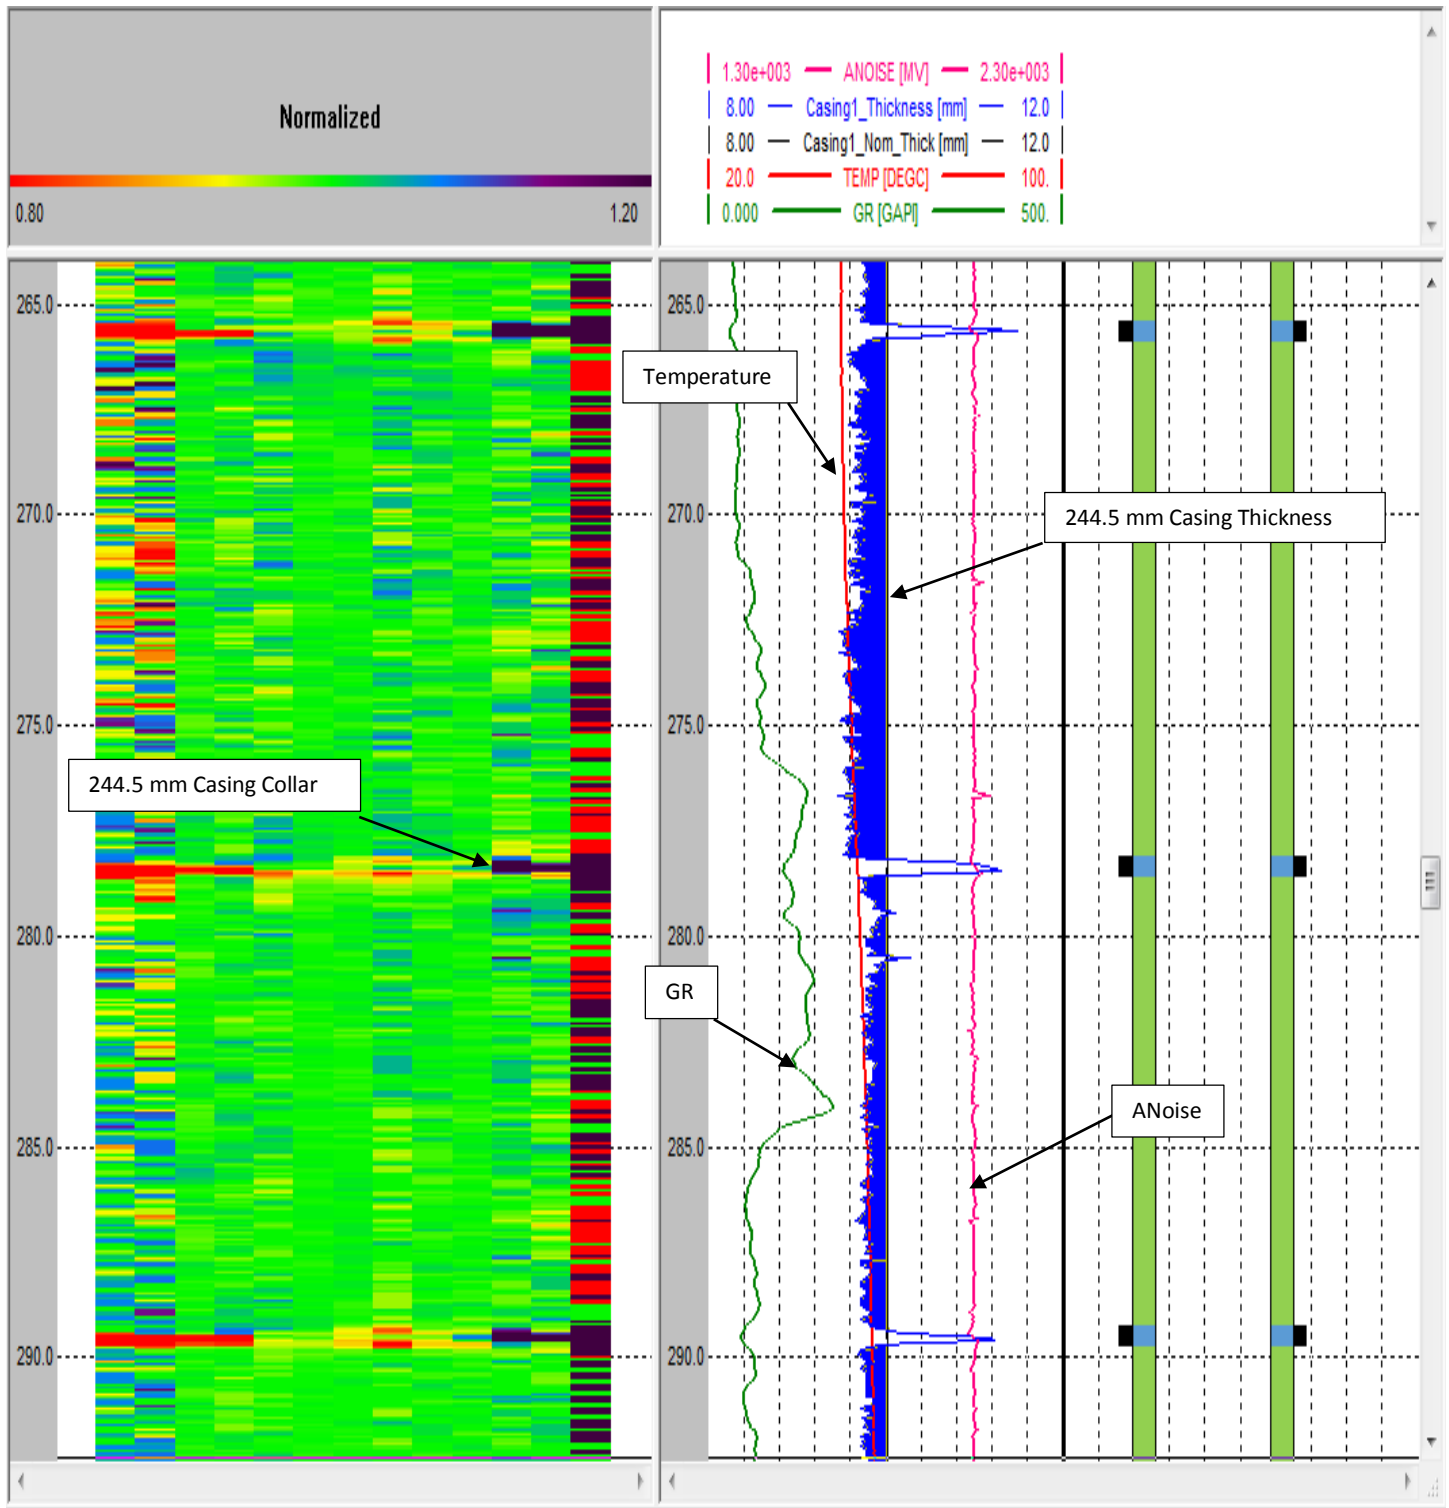 Normalized
0.80 1.20
1.30e+003 ANOISE [MV] 2.30e+003
8.00 Casing1_Thickness [mm] 12.0
8.00 Casing1_Nom_Thick [mm] 12.0
20.0 TEMP [DEGC] 100.
0.000 GR [GAPI] 500.
265.0
270.0
275.0
244.5 mm Casing Collar
280.0
285.0
290.0
265.0
Temperature
270.0
244.5 mm Casing Thickness
275.0
280.0
GR
ANoise
285.0
290.0